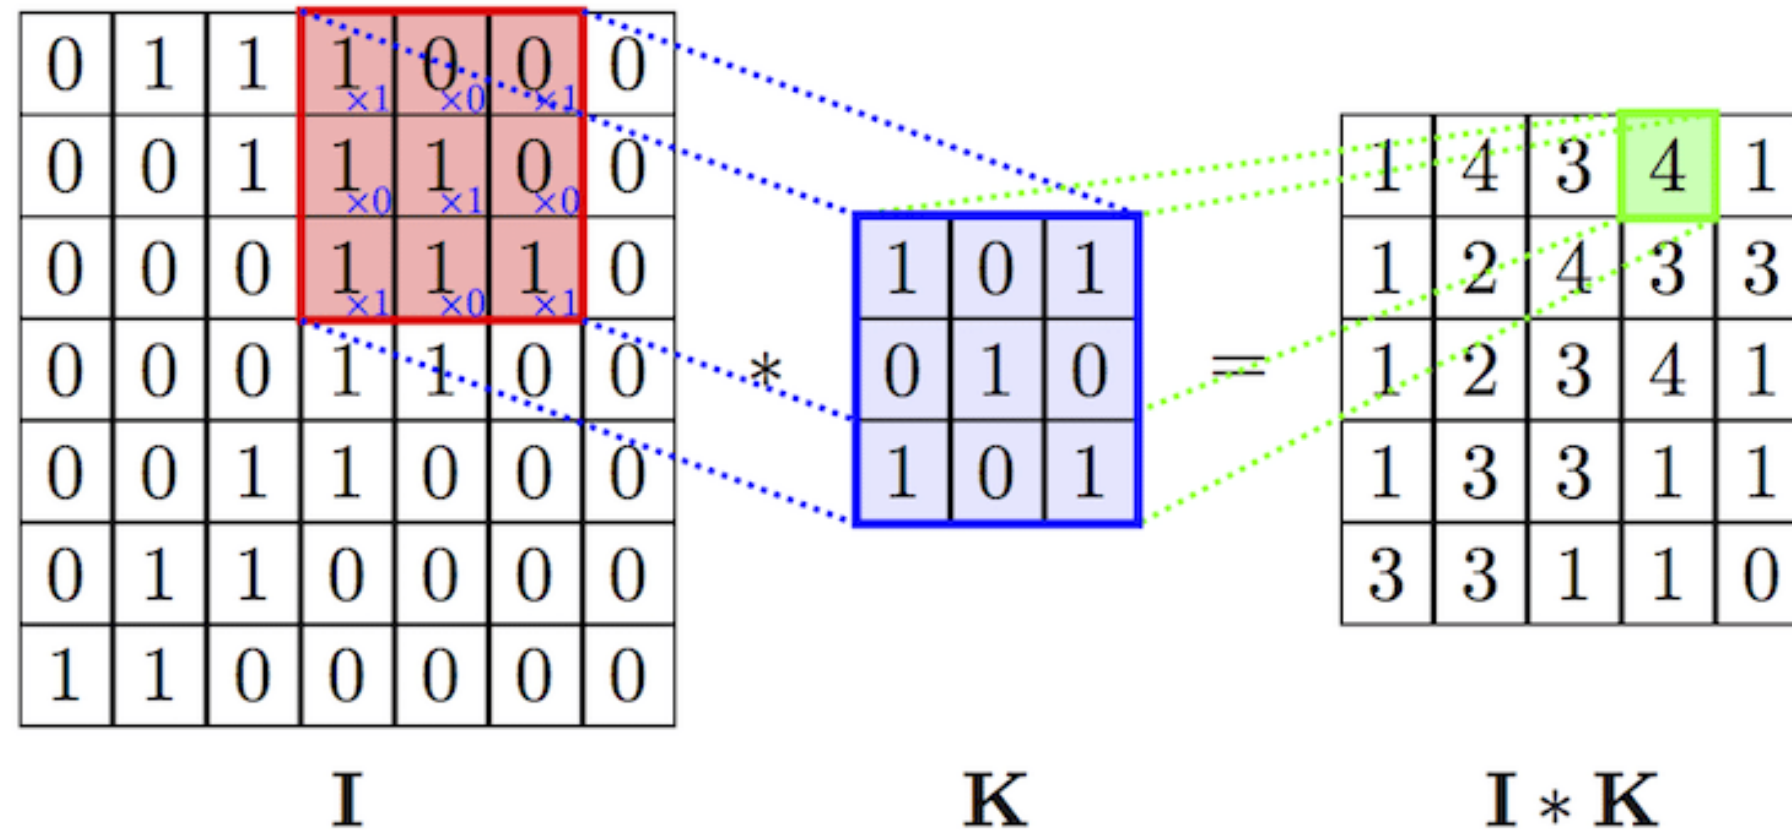 0 1 1 1 0 0 0
×1 ×0 ×1
0 0 1 1 1 0 0
×0 ×1 ×0
0 0 0 1 1 1 0
×1 ×0 ×1
0 0 0 1 1 0 0
0 0 1 1 0 0 0
0 1 1 0 0 0 0
1 1 0 0 0 0 0
I
*
1 0 1
0 1 0
1 0 1
K
=
1 4 3 4 1
1 2 4 3 3
1 2 3 4 1
1 3 3 1 1
3 3 1 1 0
I * K